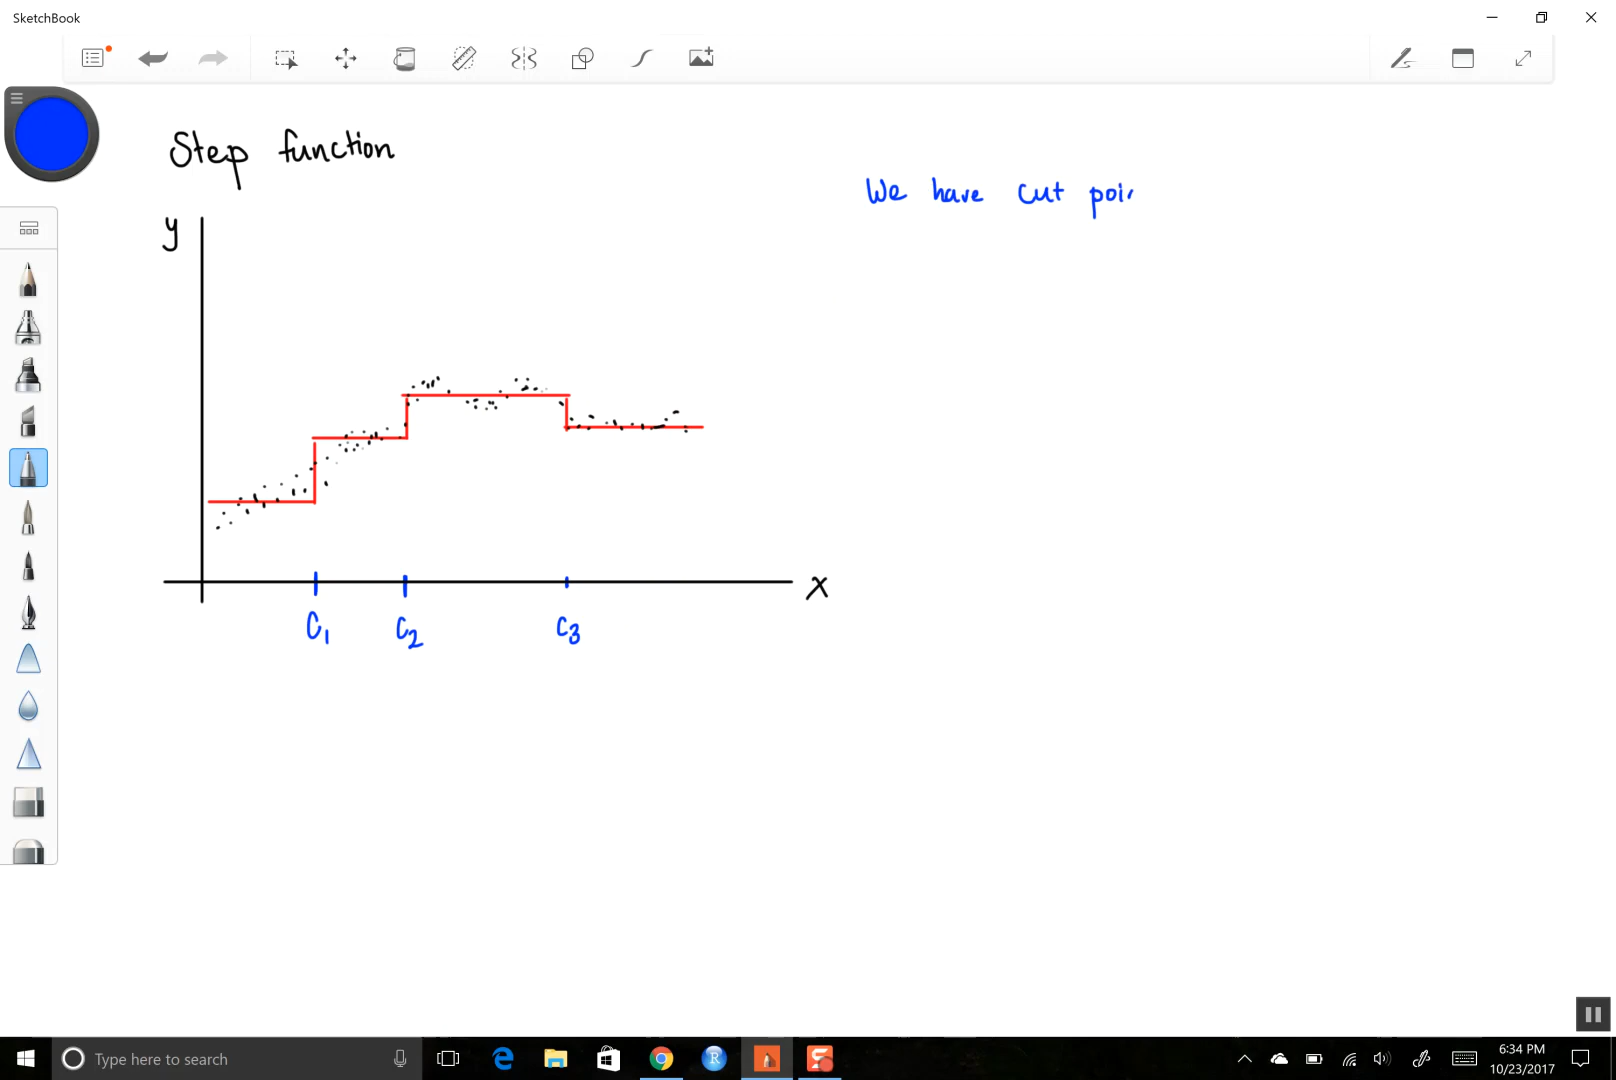 SketchBook
Step function
We have cut poin
y
x
C1 C2 C3
Type here to search
6:34 PM
10/23/2017